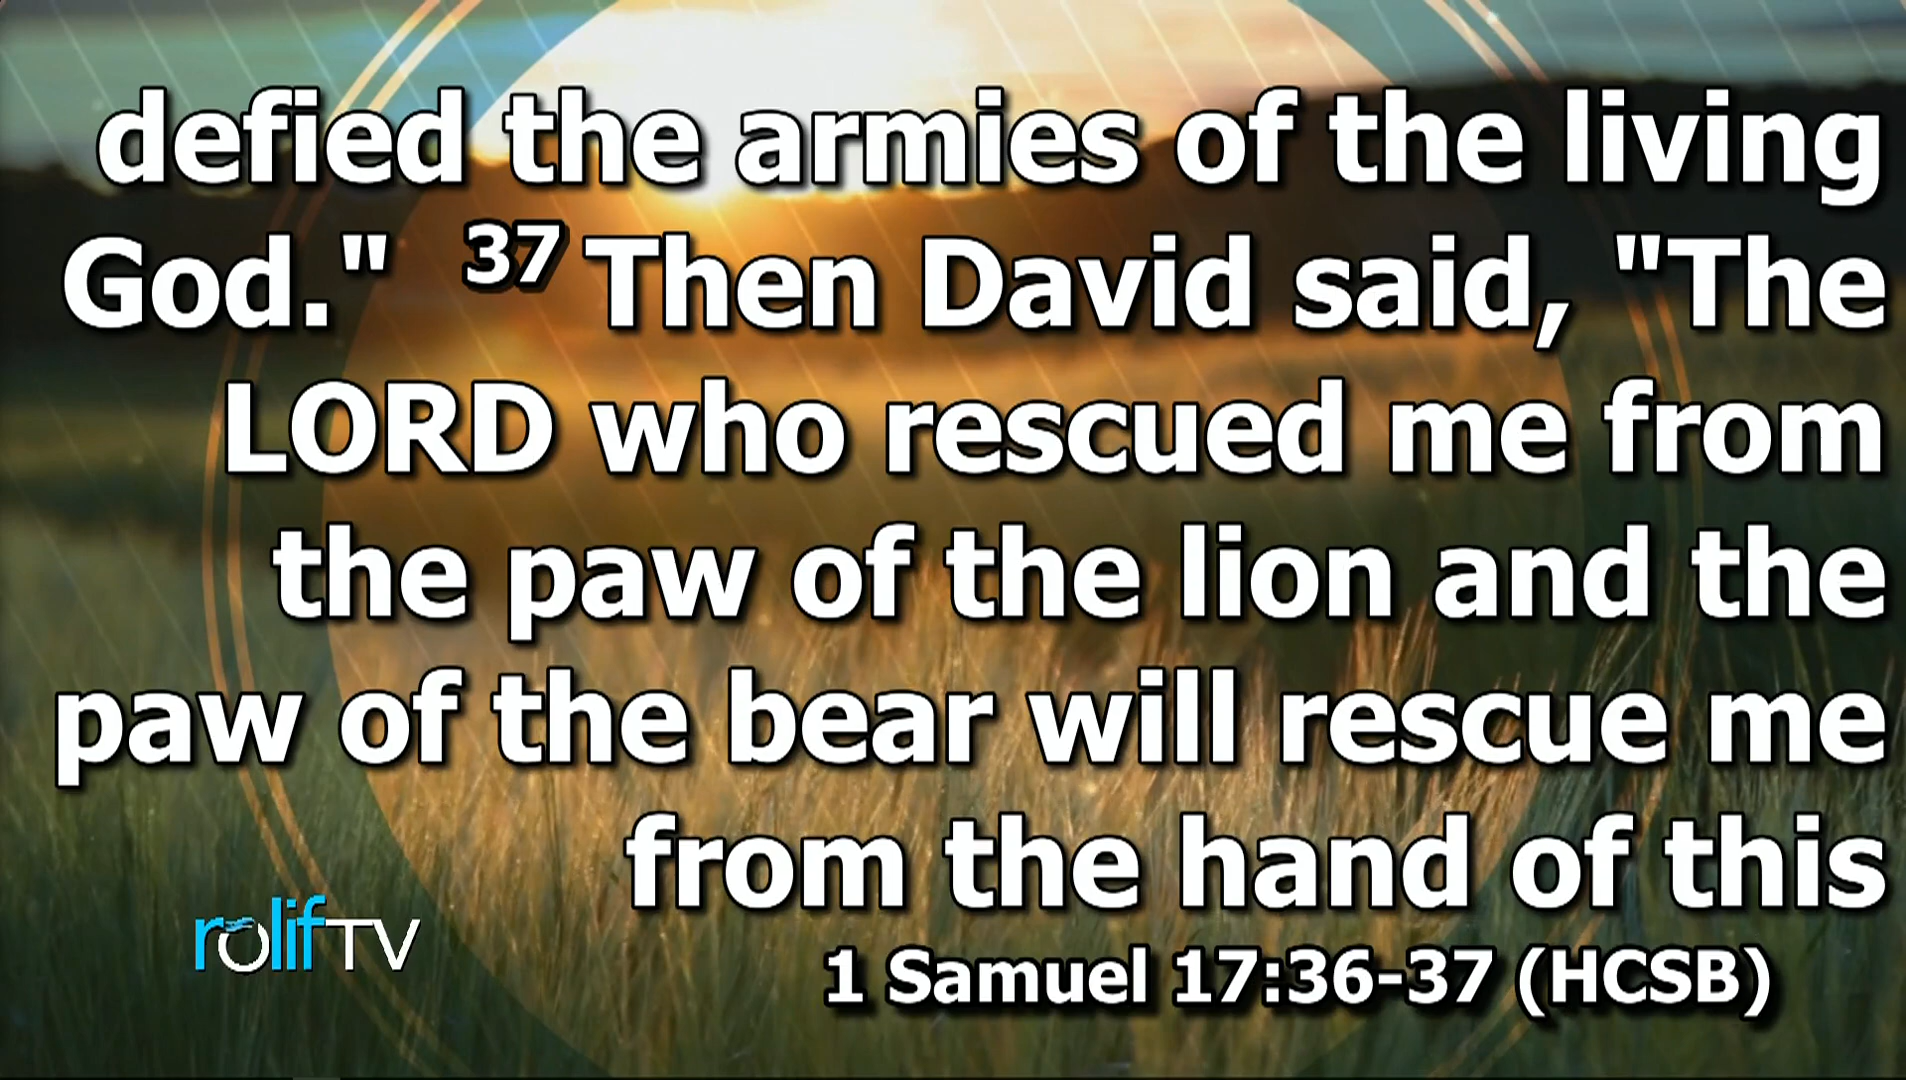 defied the armies of the living
God." 37 Then David said, "The
LORD who rescued me from
the paw of the lion and the
paw of the bear will rescue me
from the hand of this
1 Samuel 17:36-37 (HCSB)
rolifTV